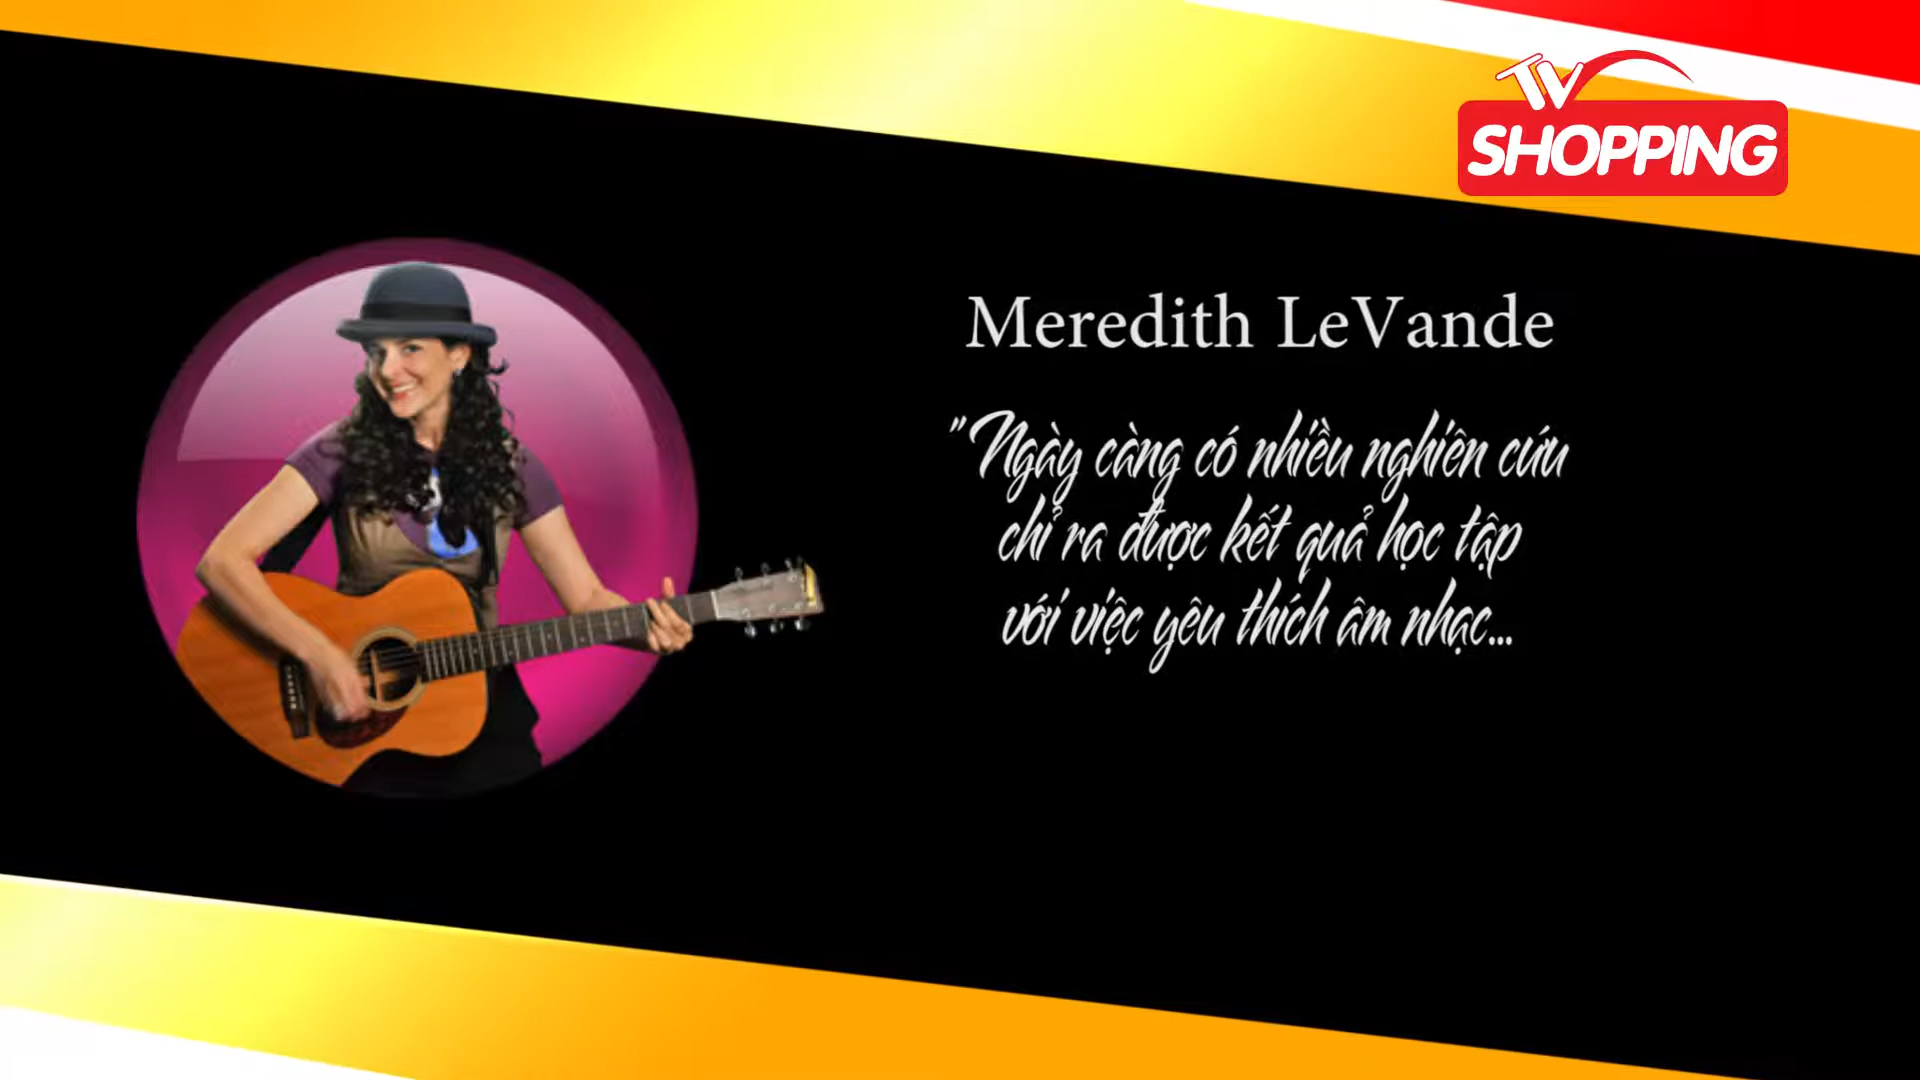 TV
SHOPPING
Meredith LeVande
"Ngày càng có nhiều nghiên cứu
chỉ ra được kết quả học tập
với việc yêu thích âm nhạc...